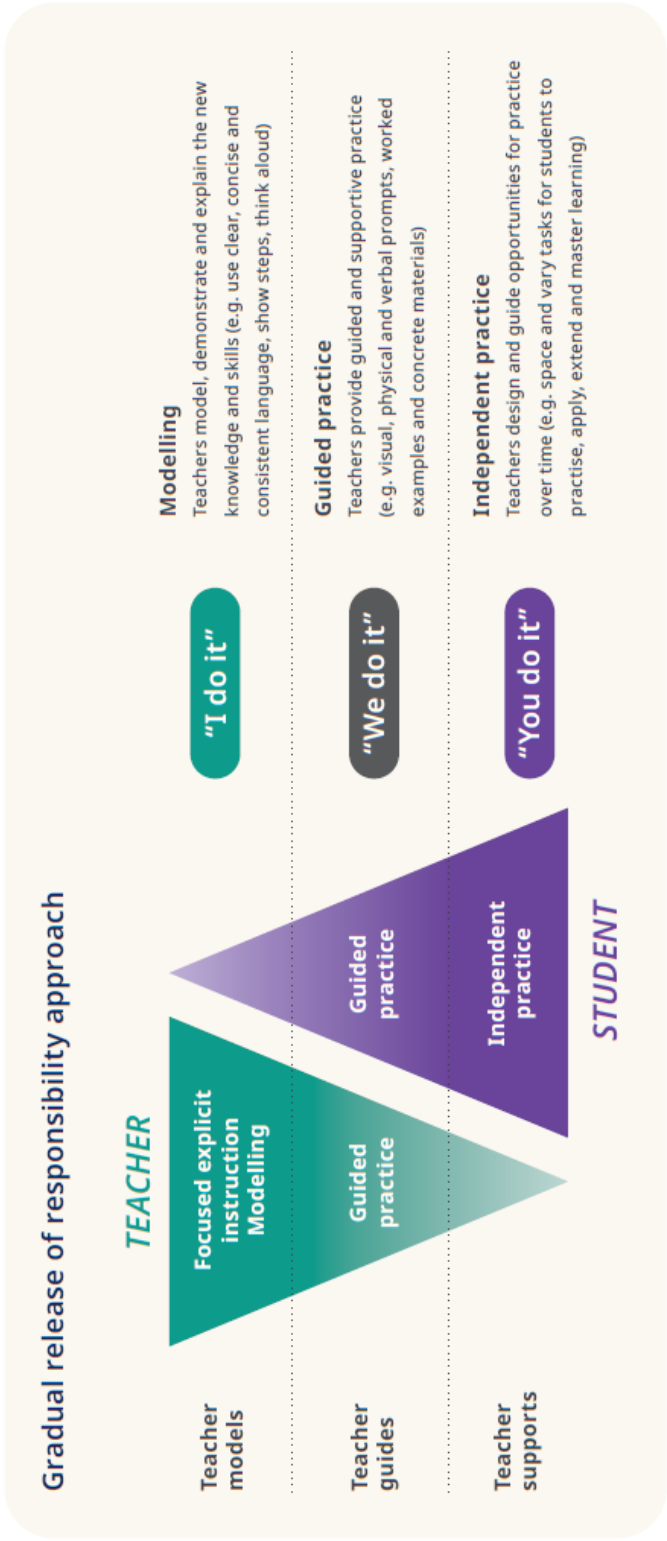 Gradual release of responsibility approach
TEACHER
Teacher
models
Focused explicit
instruction
Modelling
“I do it”
Modelling
Teachers model, demonstrate and explain the new
knowledge and skills (e.g. use clear, concise and
consistent language, show steps, think aloud)
Teacher
guides
Guided
practice
Guided
practice
“We do it”
Guided practice
Teachers provide guided and supportive practice
(e.g. visual, physical and verbal prompts, worked
examples and concrete materials)
Teacher
supports
Independent
practice
“You do it”
Independent practice
Teachers design and guide opportunities for practice
over time (e.g. space and vary tasks for students to
practise, apply, extend and master learning)
STUDENT